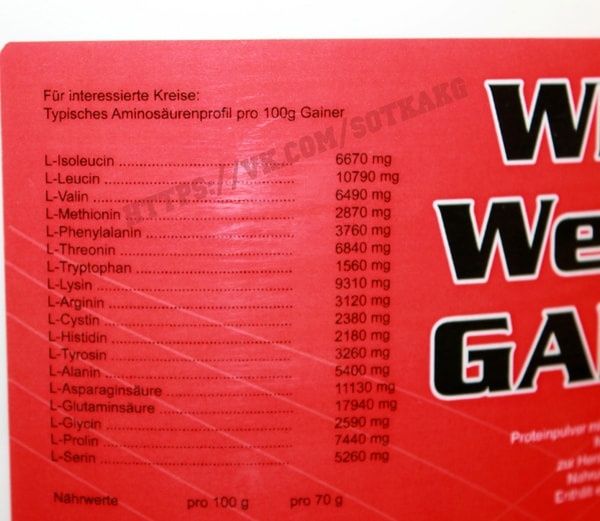 Für interessierte Kreise:
Typisches Aminosäurenprofil pro 100g Gainer
HTTPS://VK.COM/SOTKAKG
L-Isoleucin ........ 6670 mg
L-Leucin ........ 10790 mg
L-Valin ........ 6490 mg
L-Methionin ........ 2870 mg
L-Phenylalanin ........ 3760 mg
L-Threonin ........ 6840 mg
L-Tryptophan ........ 1560 mg
L-Lysin ........ 9310 mg
L-Arginin ........ 3120 mg
L-Cystin ........ 2380 mg
L-Histidin ........ 2180 mg
L-Tyrosin ........ 3260 mg
L-Alanin ........ 5400 mg
L-Asparaginsäure ........ 11130 mg
L-Glutaminsäure ........ 17940 mg
L-Glycin ........ 2590 mg
L-Prolin ........ 7440 mg
L-Serin ........ 5260 mg
Nährwerte pro 100 g pro 70 g
W
We
GA
Proteinpulver
zur
Enthält